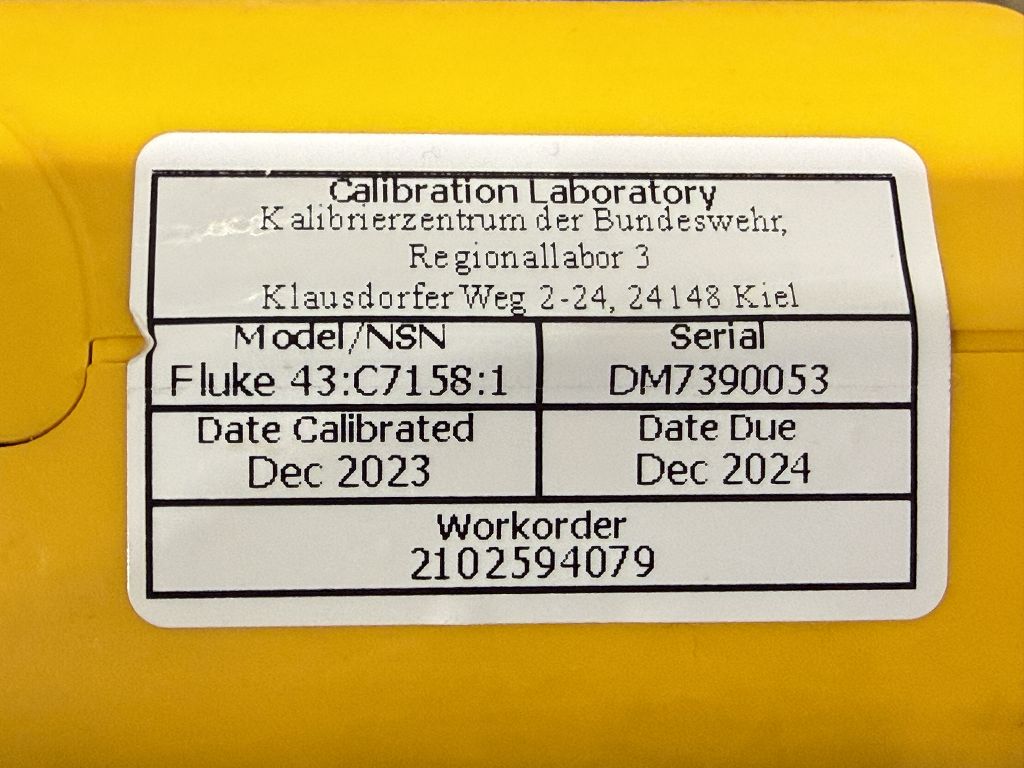 Calibration Laboratory
Kalibrierzentrum der Bundeswehr,
Regionallabor 3
Klausdorfer Weg 2-24, 24148 Kiel
Model/NSN
Serial
Fluke 43:C7158:1
DM7390053
Date Calibrated
Date Due
Dec 2023
Dec 2024
Workorder
2102594079